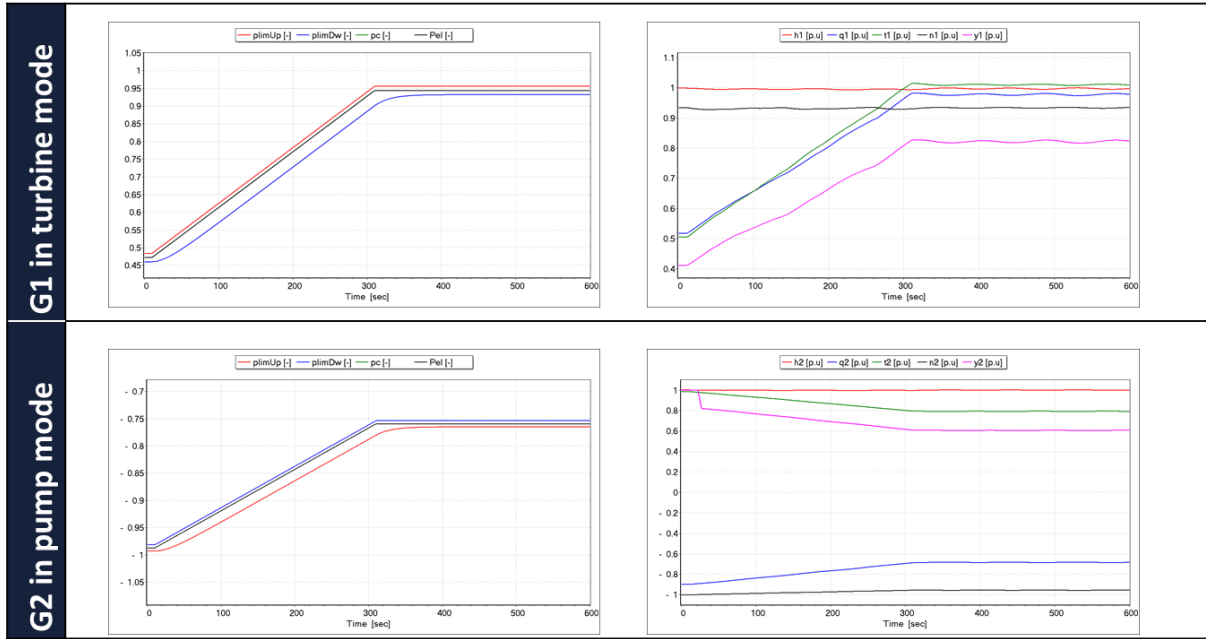 G1 in turbine mode
plimUp [-] plimDw [-] pc [-] Pel [-]
1.05
1
0.95
0.9
0.85
0.8
0.75
0.7
0.65
0.6
0.55
0.5
0.45
0 100 200 300 400 500 600
Time [sec]
h1 [p.u] q1 [p.u] t1 [p.u] n1 [p.u] y1 [p.u]
1.1
1
0.9
0.8
0.7
0.6
0.5
0.4
0 100 200 300 400 500 600
Time [sec]
G2 in pump mode
plimUp [-] plimDw [-] pc [-] Pel [-]
- 0.7
- 0.75
- 0.8
- 0.85
- 0.9
- 0.95
- 1
- 1.05
0 100 200 300 400 500 600
Time [sec]
h2 [p.u] q2 [p.u] t2 [p.u] n2 [p.u] y2 [p.u]
1
0.8
0.6
0.4
0.2
0
- 0.2
- 0.4
- 0.6
- 0.8
- 1
0 100 200 300 400 500 600
Time [sec]